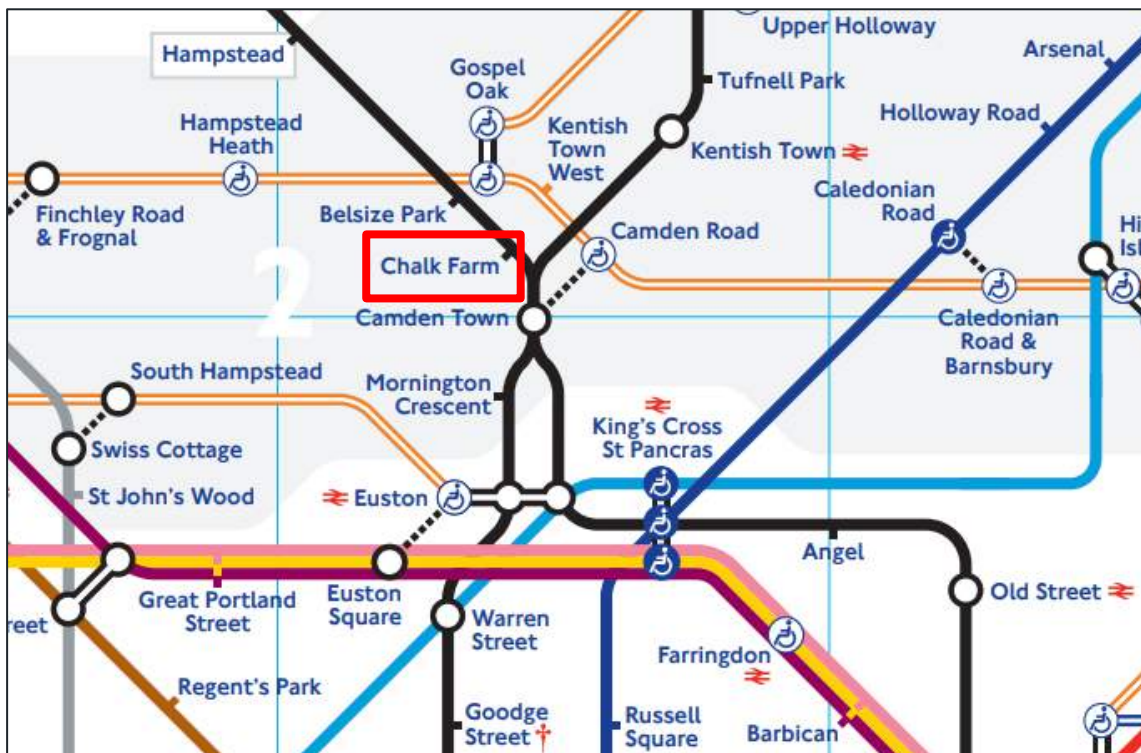 Hampstead
Gospel
Oak
Upper Holloway
Arsenal
Tufnell Park
Hampstead
Heath
Kentish
Town
West
Kentish Town
Holloway Road
Finchley Road
& Frognal
Belsize Park
Camden Road
Caledonian
Road
Hi
Isl
Chalk Farm
2
Camden Town
Caledonian
Road &
Barnsbury
South Hampstead
Mornington
Crescent
King's Cross
St Pancras
Swiss Cottage
St John's Wood
Euston
Angel
Great Portland
Street
Euston
Square
Warren
Street
Old Street
reet
Farringdon
Regent's Park
Goodge
Street †
Russell
Square
Barbican